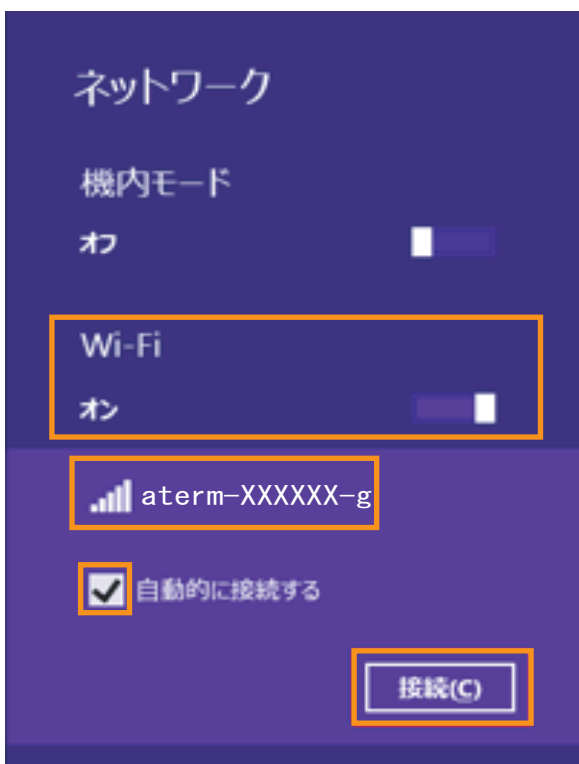 ネットワーク
機内モード
オフ
Wi-Fi
オン
aterm-XXXXXX-g
自動的に接続する
接続(C)